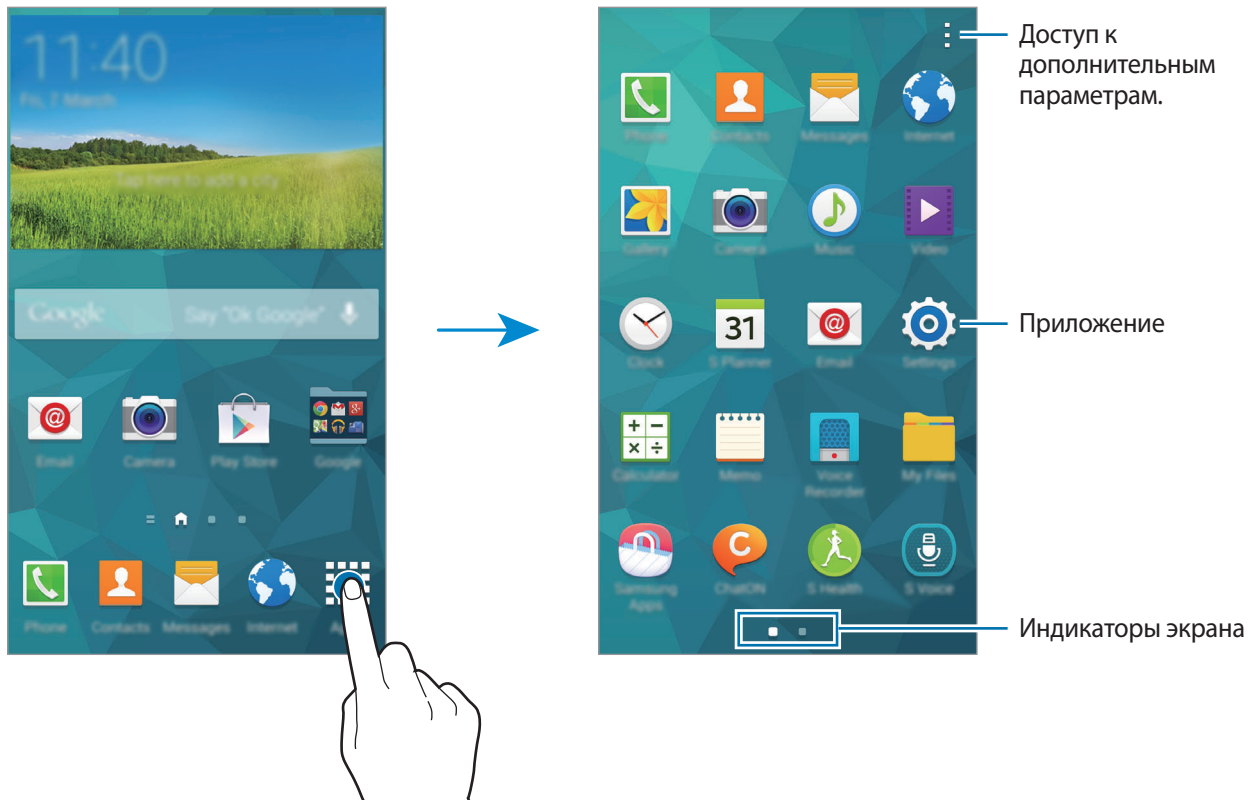 11:40
Fri, 7 March
Tap here to add a city
Google Say "Ok Google"
Email Camera Play Store Google
Phone Contacts Messages Internet
Доступ к
дополнительным
параметрам.
Phone Contacts Messages Internet
Gallery Camera Music Video
31
Приложение
Clock S Planner Email Settings
Calculator Memo Voice
Recorder My Files
C
Samsung
Apps ChatON S Health S Voice
Индикаторы экрана